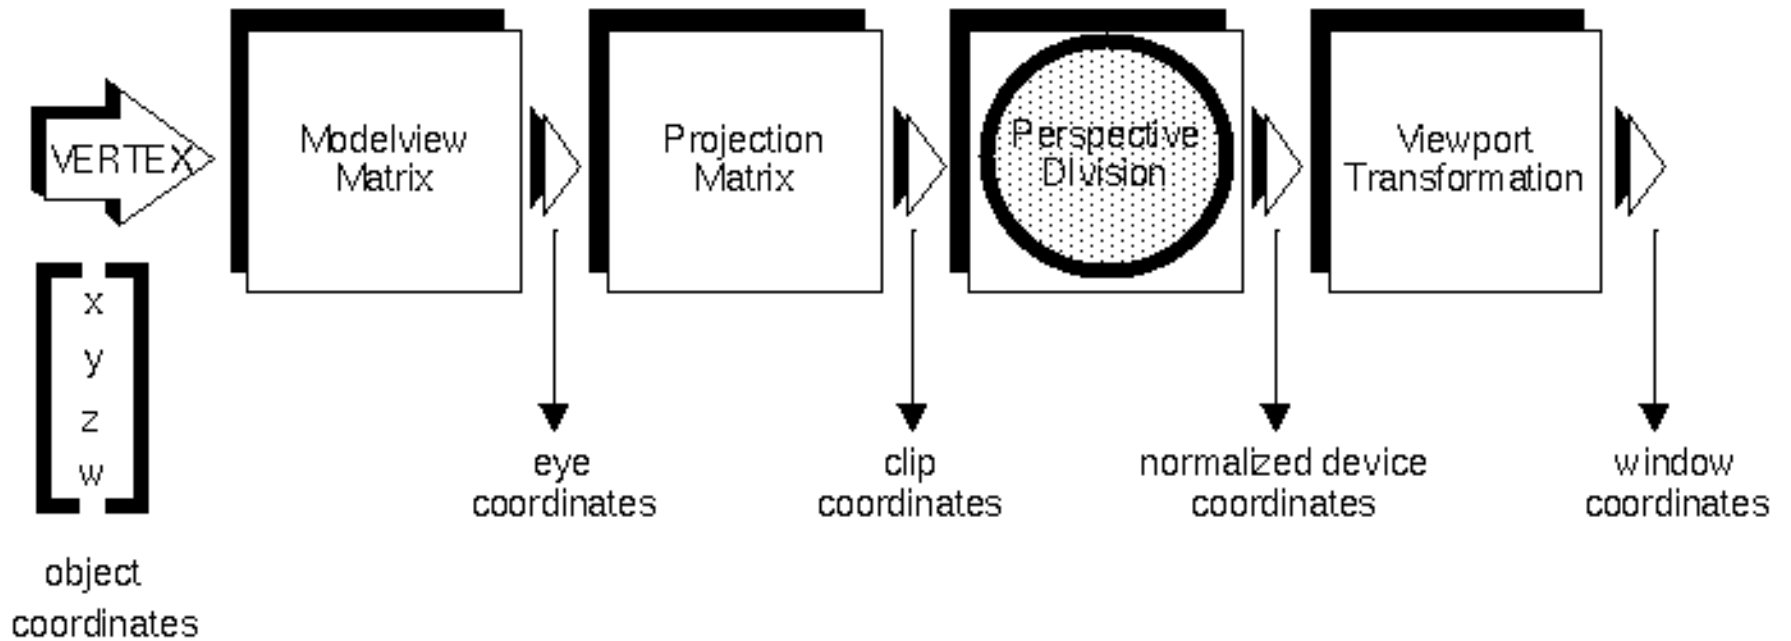 VERTEX
x
y
z
w
object
coordinates
Modelview
Matrix
eye
coordinates
Projection
Matrix
clip
coordinates
Perspective
DIvision
normalized device
coordinates
Viewport
Transformation
window
coordinates